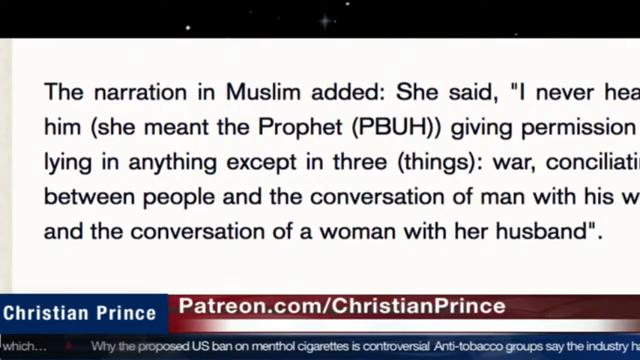 The narration in Muslim added: She said, "I never hea
him (she meant the Prophet (PBUH)) giving permission
lying in anything except in three (things): war, conciliatin
between people and the conversation of man with his w
and the conversation of a woman with her husband".
Patreon.com/ChristianPrince
Christian Prince
which... Why the proposed US ban on menthol cigarettes is controversial Anti-tobacco groups say the industry ha